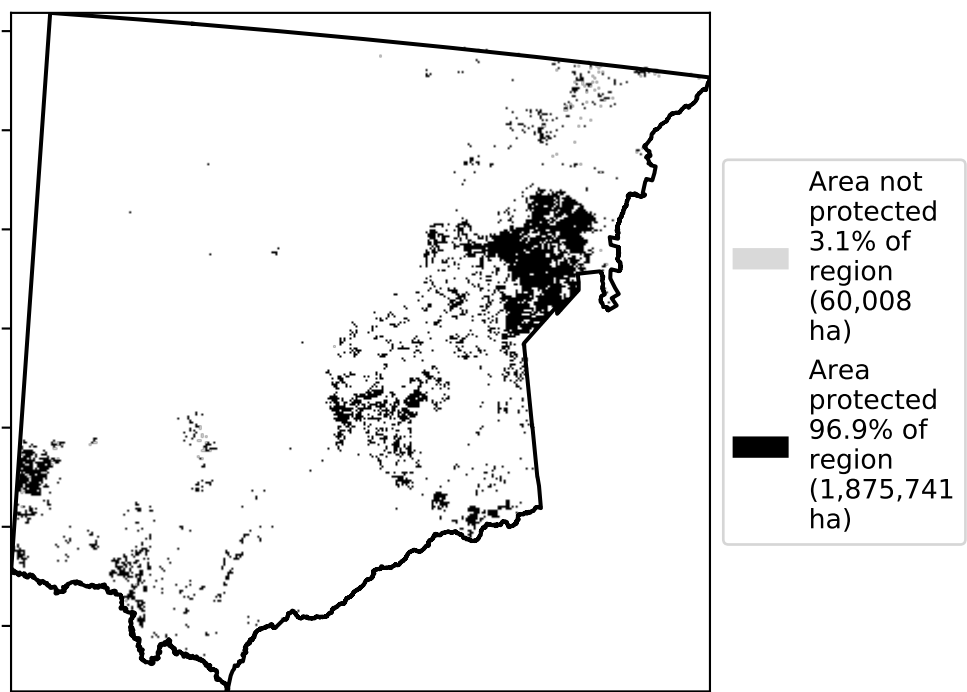 Area not
protected
3.1% of
region
(60,008
ha)
Area
protected
96.9% of
region
(1,875,741
ha)